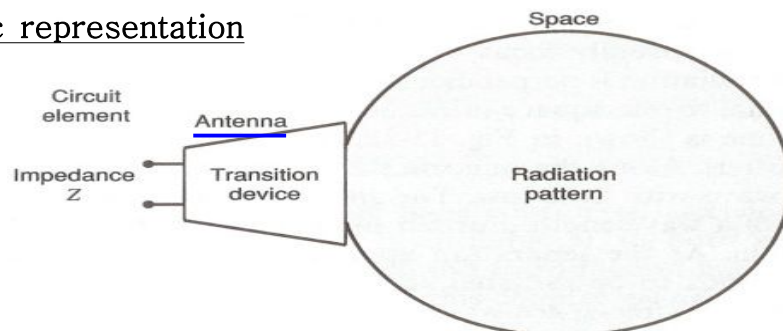 c representation
Space
Circuit
element
Antenna
Impedance
Z
Transition
device
Radiation
pattern